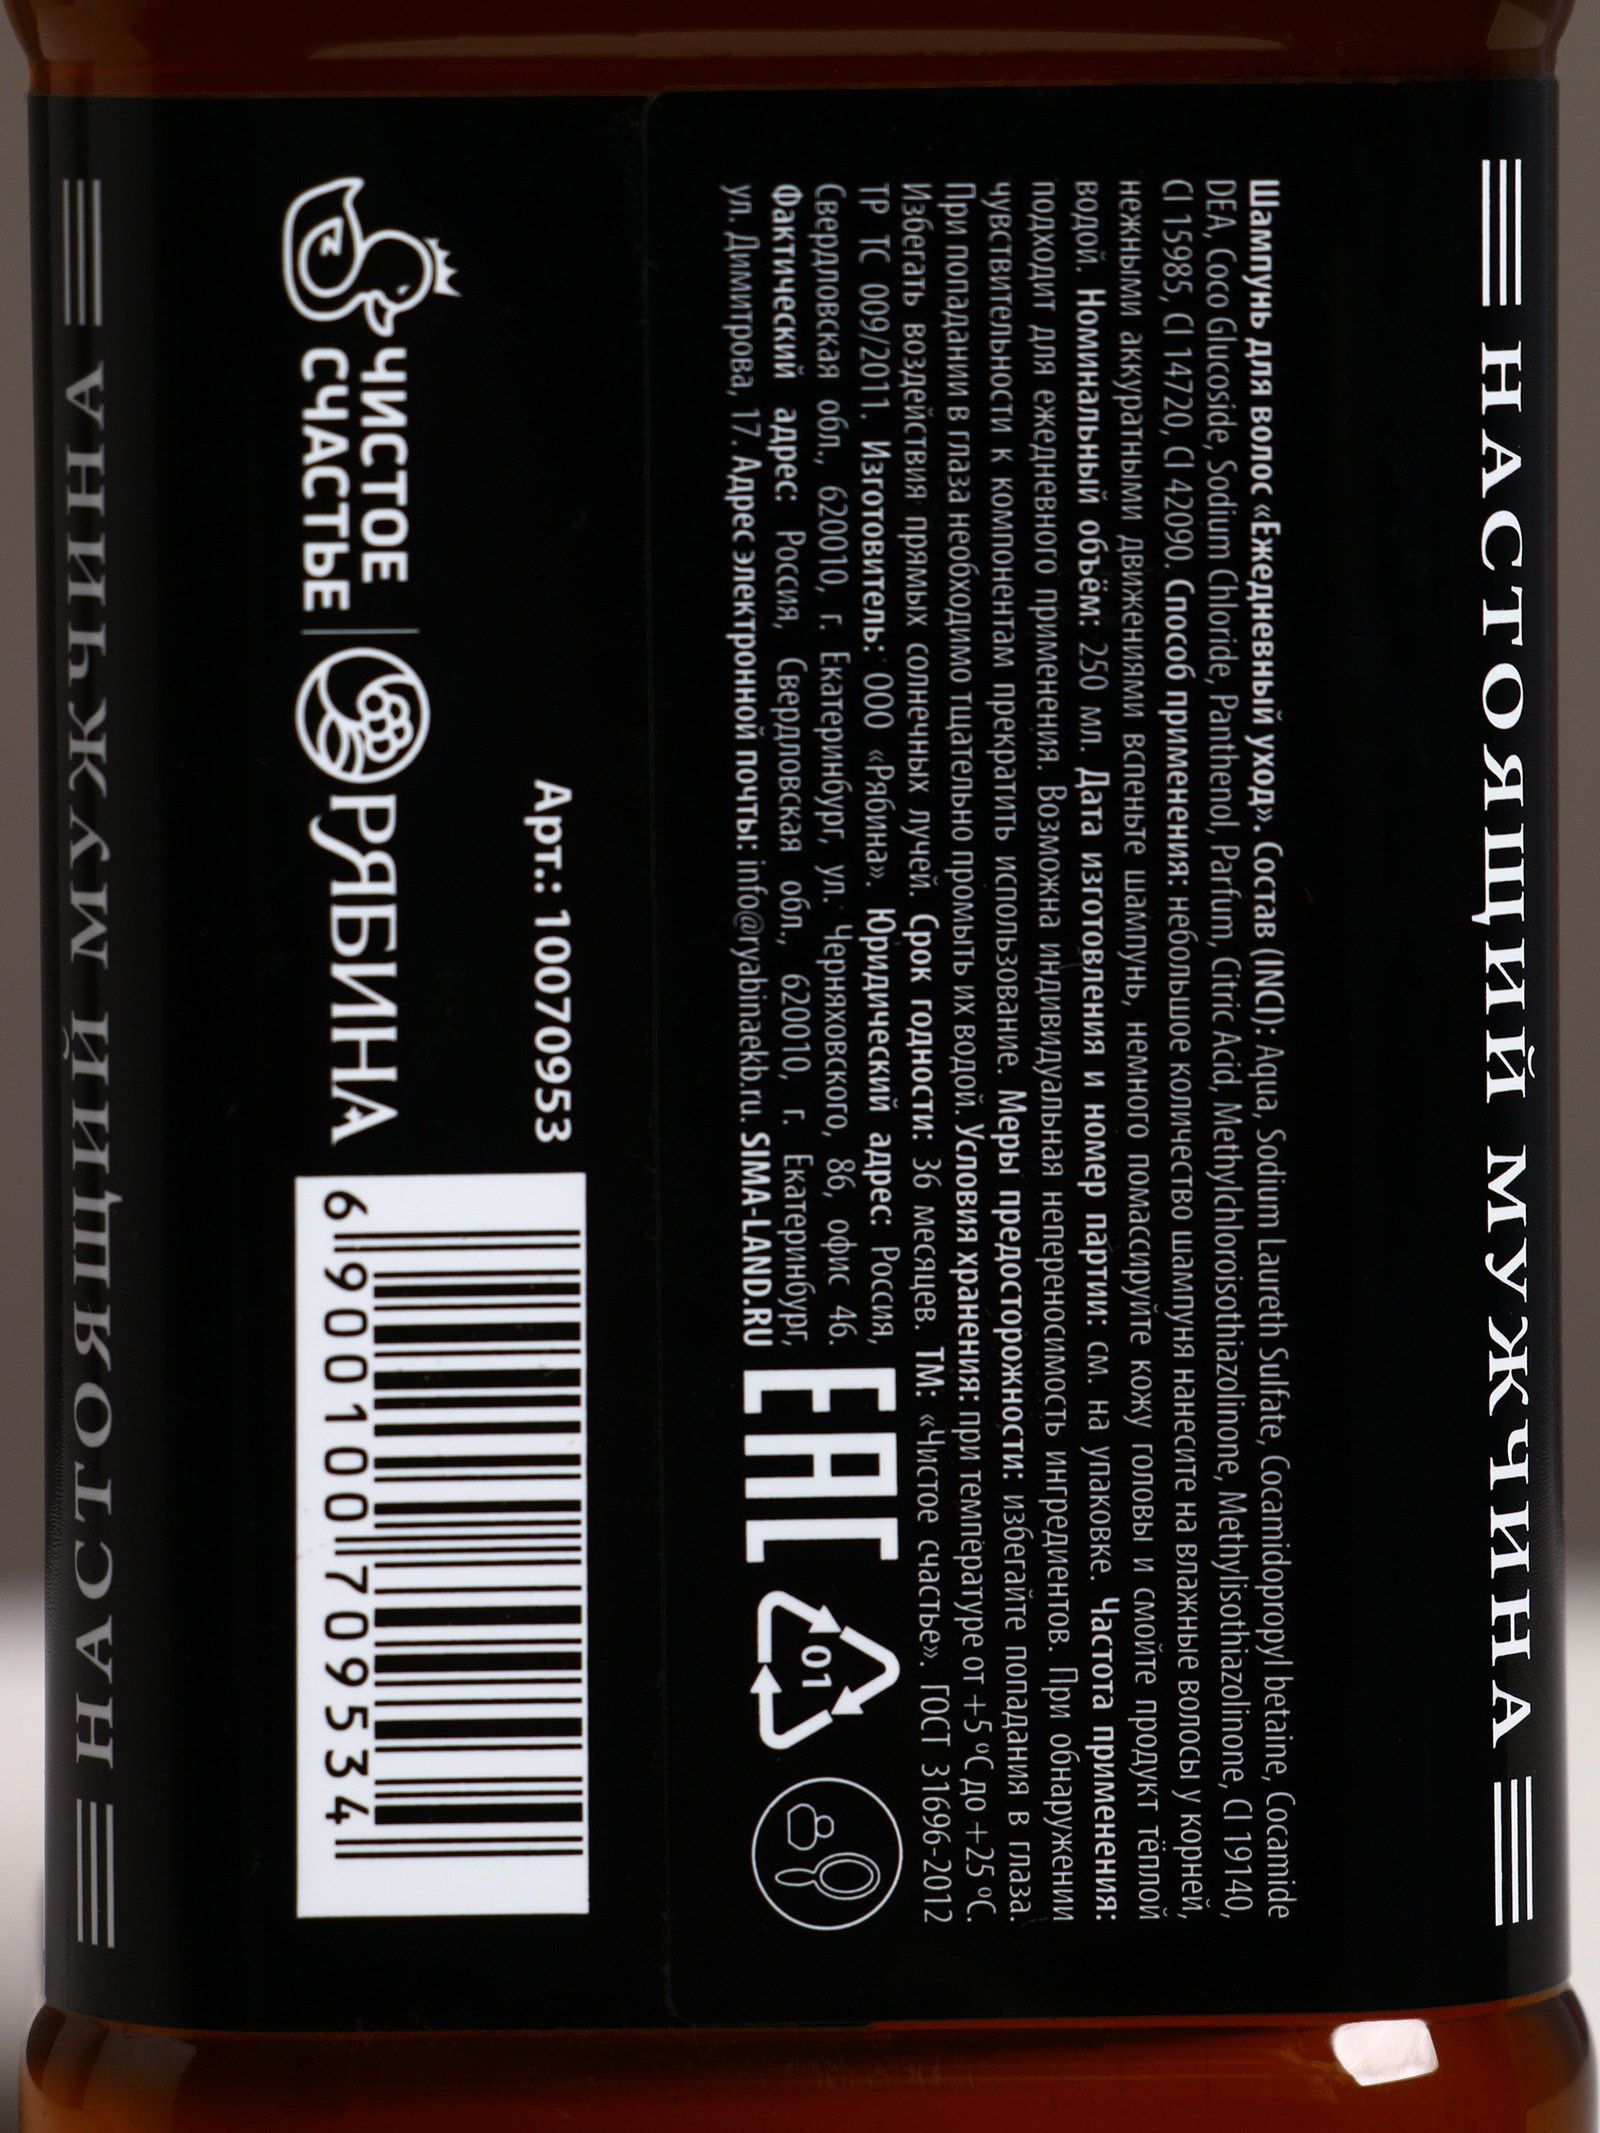 НАСТОЯЩИЙ МУЖЧИНА
Шампунь для волос «Ежедневный уход». Состав (INCI): Aqua, Sodium Laureth Sulfate, Cocamidopropyl betaine, Cocamide
DEA, Coco Glucoside, Sodium Chloride, Panthenol, Parfum, Citric Acid, Methylchloroisothiazolinone, Methylisothiazolinone, CI 19140,
CI 15985, CI 14720, CI 42090. Способ применения: небольшое количество шампуня нанесите на влажные волосы у корней,
нежными аккуратными движениями вспеньте шампунь, немного помассируйте кожу головы и смойте продукт тёплой
водой. Номинальный объём: 250 мл. Дата изготовления и номер партии: см. на упаковке. Частота применения:
подходит для ежедневного применения. Возможна индивидуальная непереносимость ингредиентов. При обнаружении
чувствительности к компонентам прекратить использование. Меры предосторожности: избегайте попадания в глаза.
При попадании в глаза необходимо тщательно промыть их водой. Условия хранения: при температуре от +5 ºC до +25 ºC.
Избегать воздействия прямых солнечных лучей. Срок годности: 36 месяцев. ТМ: «Чистое счастье». ГОСТ 31696-2012
ТР ТС 009/2011. Изготовитель: ООО «Рябина». Юридический адрес: Россия,
Свердловская обл., 620010, г. Екатеринбург, ул. Черняховского, 86, офис 46.
Фактический адрес: Россия, Свердловская обл., 620010, г. Екатеринбург,
ул. Димитрова, 17. Адрес электронной почты: info@ryabinaekb.ru. SIMA-LAND.RU
EAC
01
Арт.: 10070953
ЧИСТОЕ
СЧАСТЬЕ
РЯБИНА
6900100709534
НАСТОЯЩИЙ МУЖЧИНА